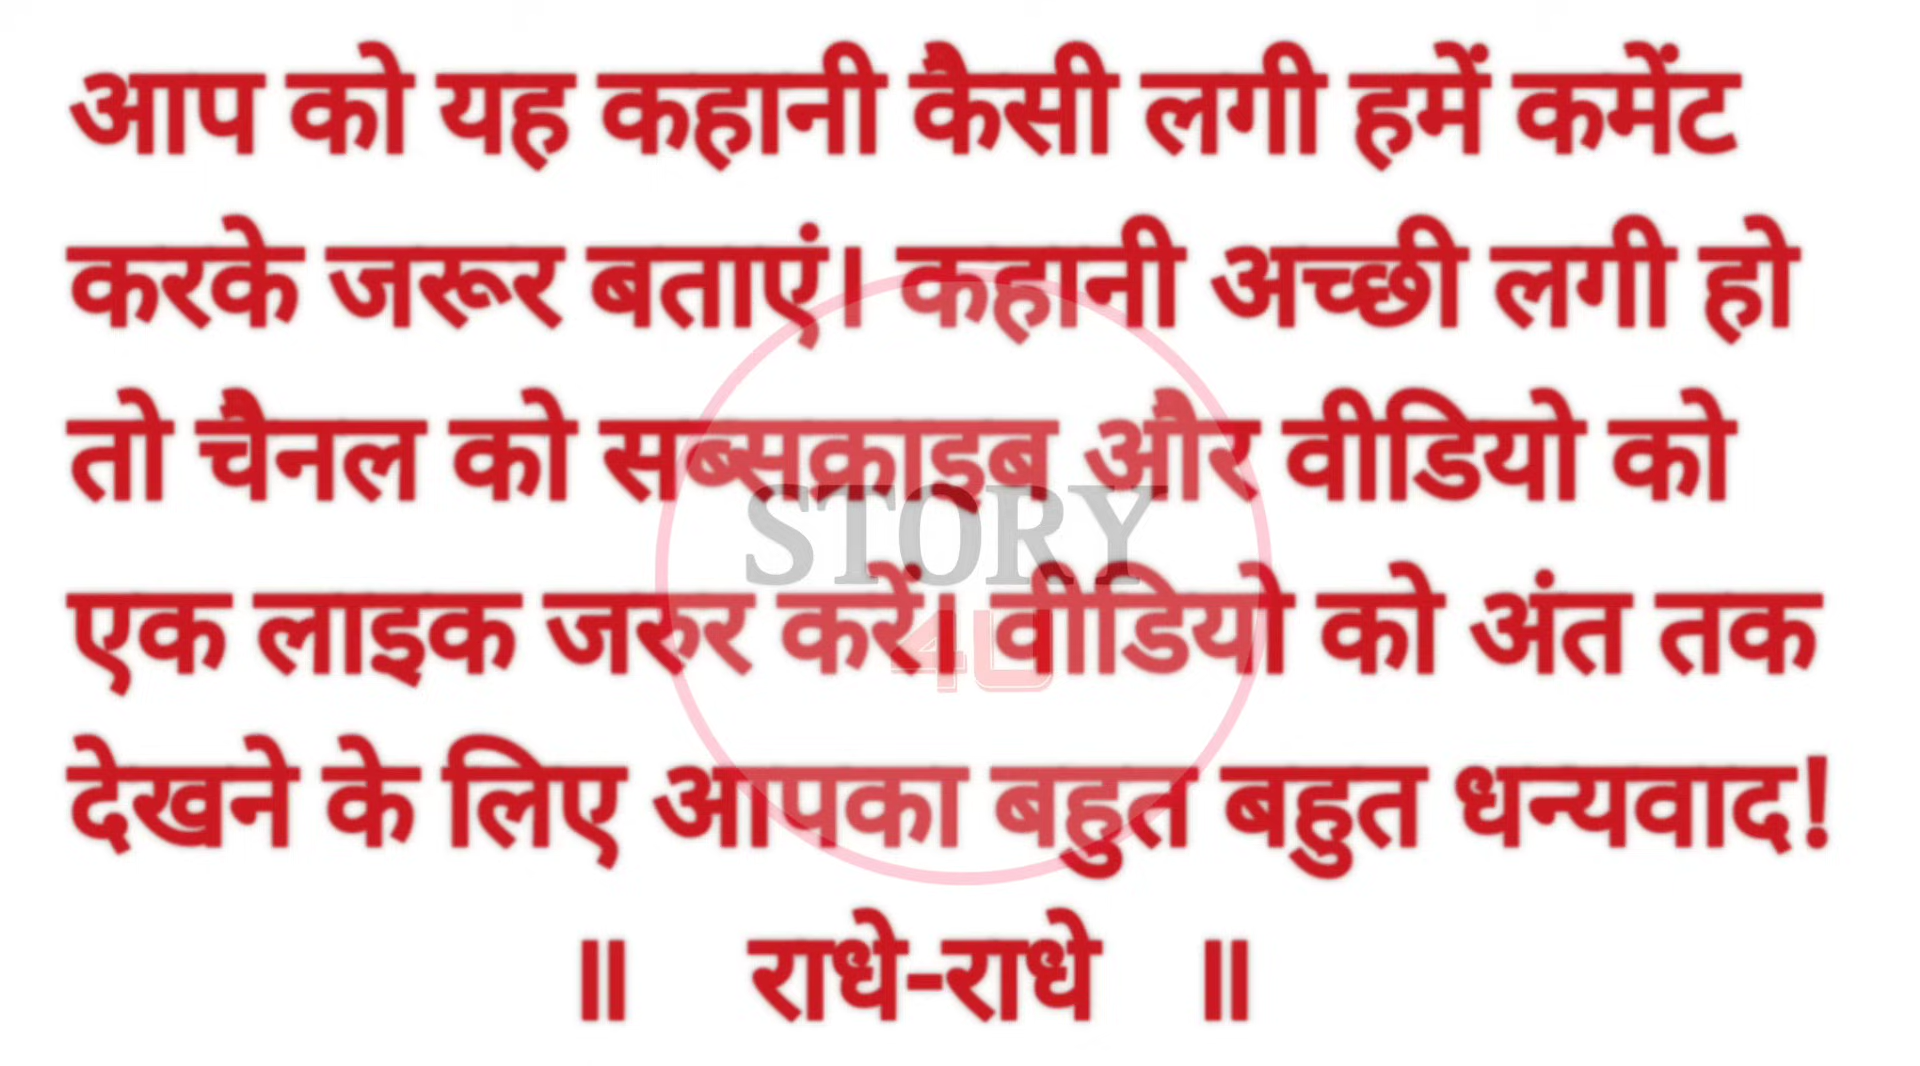 आप को यह कहानी कैसी लगी हमें कमेंट
करके जरूर बताएं। कहानी अच्छी लगी हो
तो चैनल को सब्सक्राइब और वीडियो को
STORY
एक लाइक जरुर करें। वीडियो को अंत तक
4U
देखने के लिए आपका बहुत बहुत धन्यवाद!
॥ राधे-राधे ॥